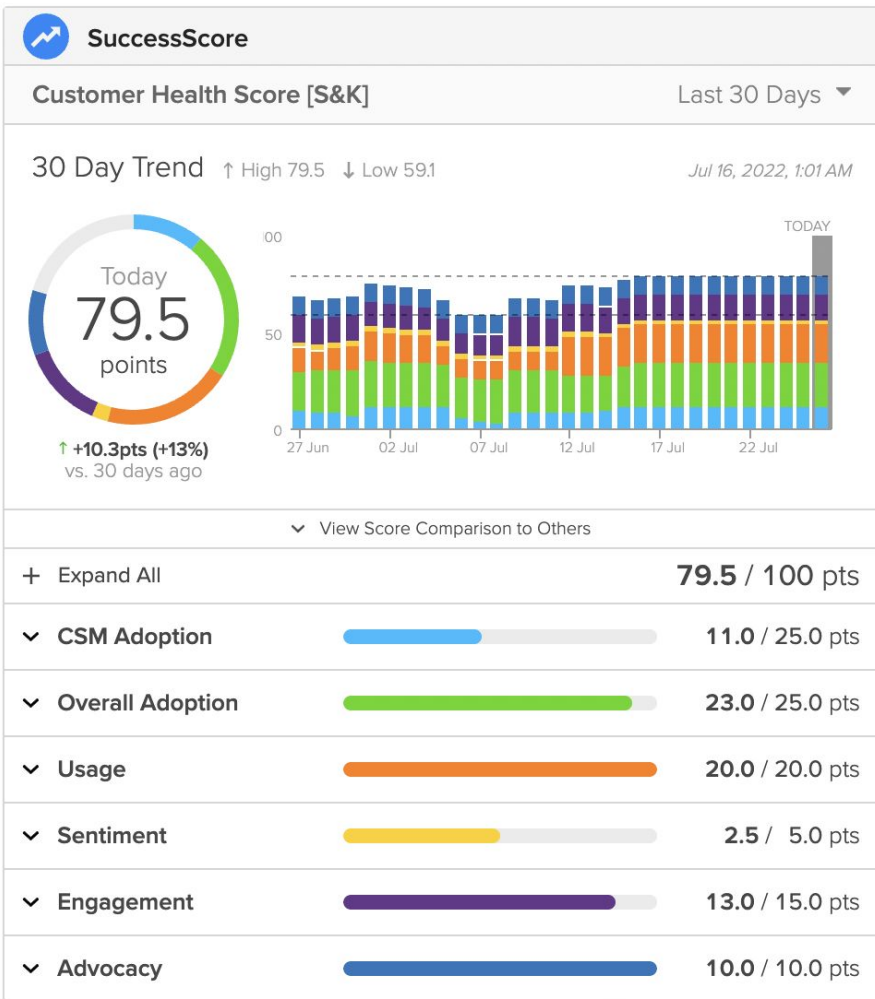 SuccessScore
Customer Health Score [S&K] Last 30 Days
30 Day Trend ↑ High 79.5 ↓ Low 59.1 Jul 16, 2022, 1:01 AM
TODAY
00
50
0
27 Jun 02 Jul 07 Jul 12 Jul 17 Jul 22 Jul
Today
79.5
points
↑ +10.3pts (+13%)
vs. 30 days ago
View Score Comparison to Others
+ Expand All 79.5 / 100 pts
CSM Adoption 11.0 / 25.0 pts
Overall Adoption 23.0 / 25.0 pts
Usage 20.0 / 20.0 pts
Sentiment 2.5 / 5.0 pts
Engagement 13.0 / 15.0 pts
Advocacy 10.0 / 10.0 pts